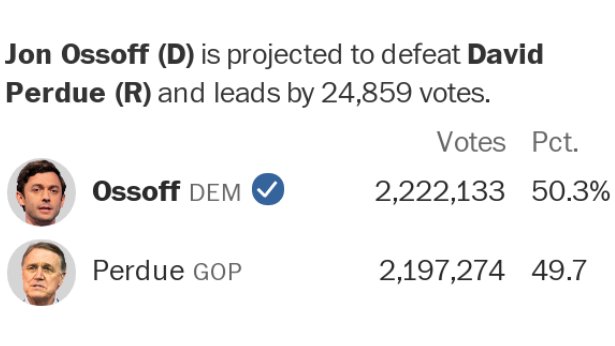 Jon Ossoff (D) is projected to defeat David
Perdue (R) and leads by 24,859 votes.
Votes Pct.
Ossoff DEM 2,222,133 50.3%
Perdue GOP 2,197,274 49.7